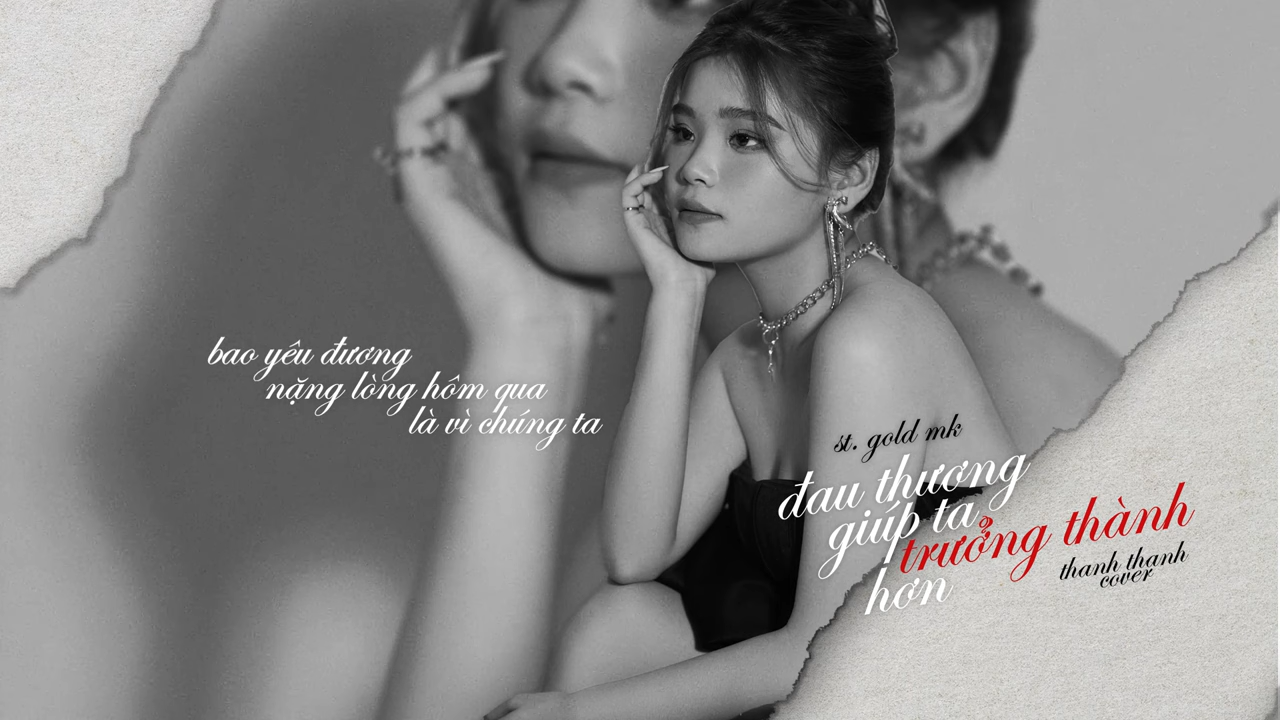 bao yêu đương
nặng lòng hôm qua
là vì chúng ta
st. gold mk
đau thương
giúp ta
trưởng thành
hơn
thanh thanh
cover